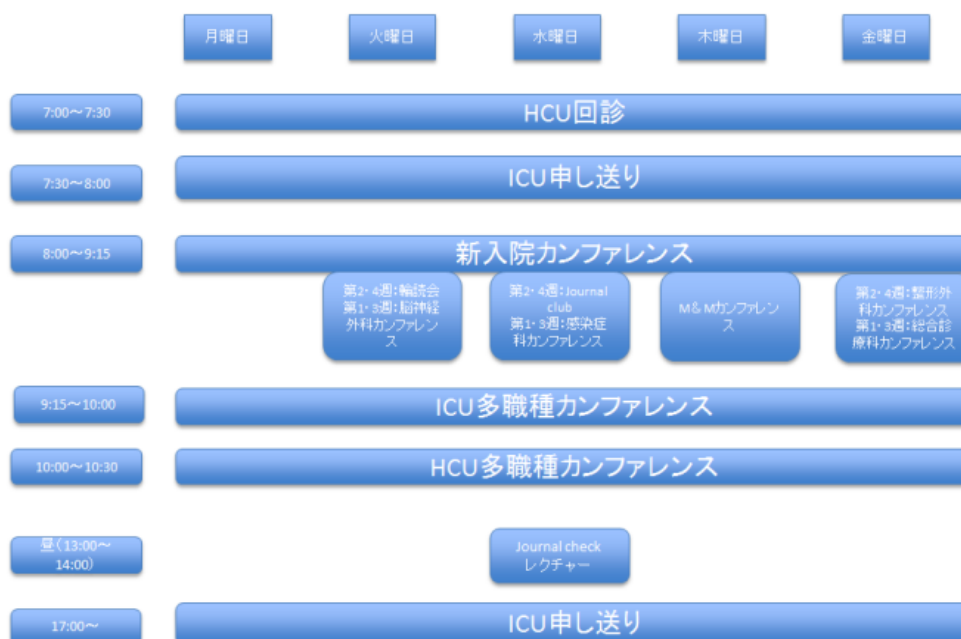 月曜日
火曜日
水曜日
木曜日
金曜日
7:00～7:30
HCU回診
7:30～8:00
ICU申し送り
8:00～9:15
新入院カンファレンス
第2・4週:輪読会
第1・3週:脳神経
外科カンファレン
ス
第2・4週:Journal
club
第1・3週:感染症
科カンファレンス
M&Mカンファレン
ス
第2・4週:整形外
科カンファレンス
第1・3週:総合診
療科カンファレンス
9:15～10:00
ICU多職種カンファレンス
10:00～10:30
HCU多職種カンファレンス
昼(13:00～
14:00)
Journal check
レクチャー
17:00～
ICU申し送り